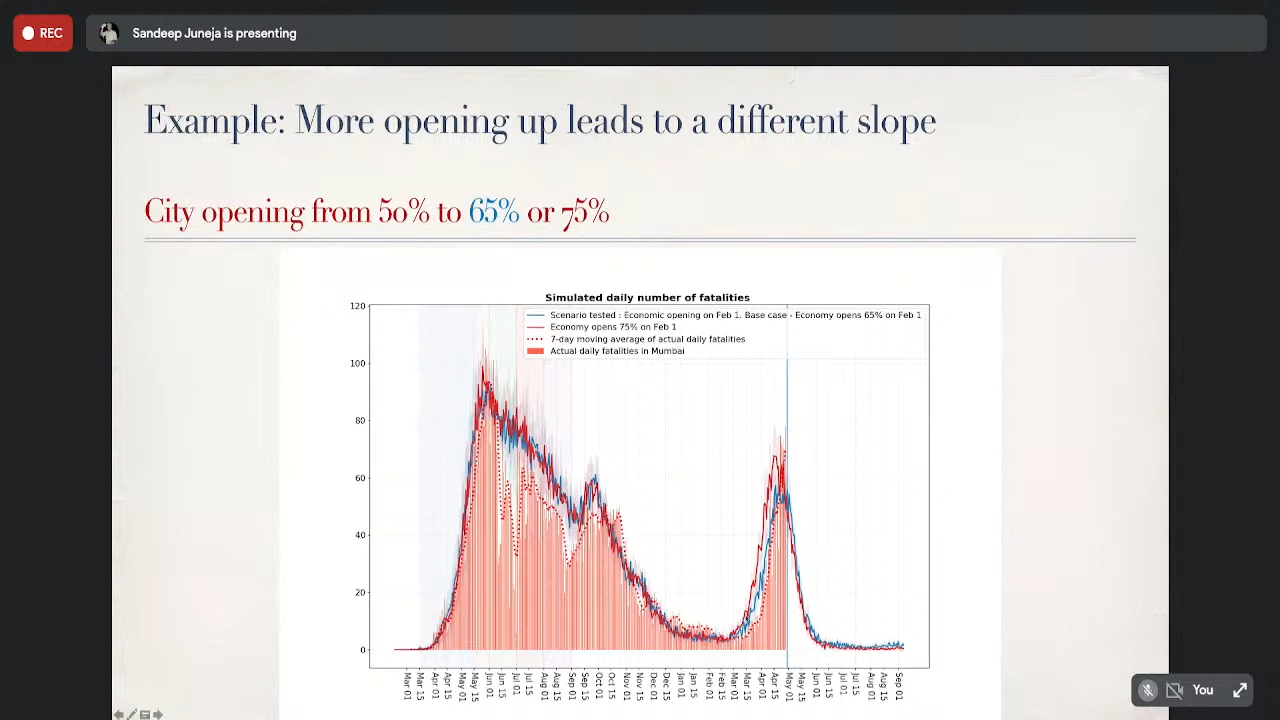 REC
Sandeep Juneja is presenting
Example: More opening up leads to a different slope
City opening from 50% to 65% or 75%
Simulated daily number of fatalities
Scenario tested : Economic opening on Feb 1. Base case - Economy opens 65% on Feb 1
Economy opens 75% on Feb 1
7-day moving average of actual daily fatalities
Actual daily fatalities in Mumbai
120
100
80
60
40
20
0
Mar 01 Mar 15 Apr 01 Apr 15 May 01 May 15 Jun 01 Jun 15 Jul 01 Jul 15 Aug 01 Aug 15 Sep 01 Sep 15 Oct 01 Oct 15 Nov 01 Nov 15 Dec 01 Dec 15 Jan 01 Jan 15 Feb 01 Feb 15 Mar 01 Mar 15 Apr 01 Apr 15 May 01 May 15 Jun 01 Jun 15 Jul 01 Jul 15 Aug 01 Aug 15 Sep 01
You